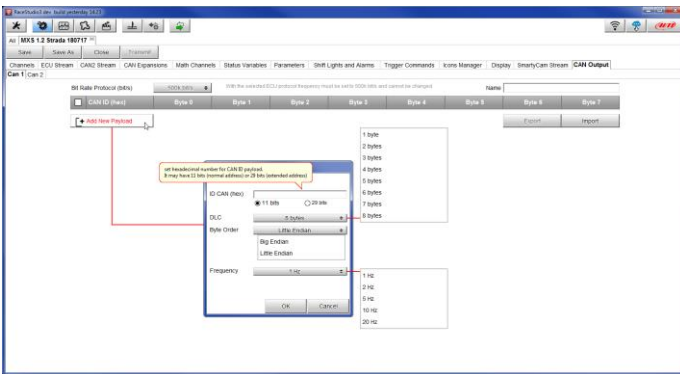 RaceStudio3 dev build yesterday 14:21
All MXS 1.2 Strada 180717
Save Save As Close Transmit
Channels ECU Stream CAN2 Stream CAN Expansions Math Channels Status Variables Parameters Shift Lights and Alarms Trigger Commands Icons Manager Display SmartyCam Stream CAN Output
Can 1 Can 2
Bit Rate Protocol (bit/s) 500k bit/s With the selected ECU protocol frequency must be set to 500k bit/s and cannot be changed Name
CAN ID (hex) Byte 0 Byte 1 Byte 2 Byte 3 Byte 4 Byte 5 Byte 6 Byte 7
Add New Payload Export Import
1 byte
2 bytes
3 bytes
4 bytes
5 bytes
6 bytes
7 bytes
8 bytes
set hexadecimal number for CAN ID payload.
It may have 11 bits (normal address) or 29 bits (extended address)
ID CAN (hex)
11 bits 29 bits
DLC 8 bytes
Byte Order Little Endian
Big Endian
Little Endian
Frequency 1 Hz
1 Hz
2 Hz
5 Hz
10 Hz
20 Hz
OK Cancel